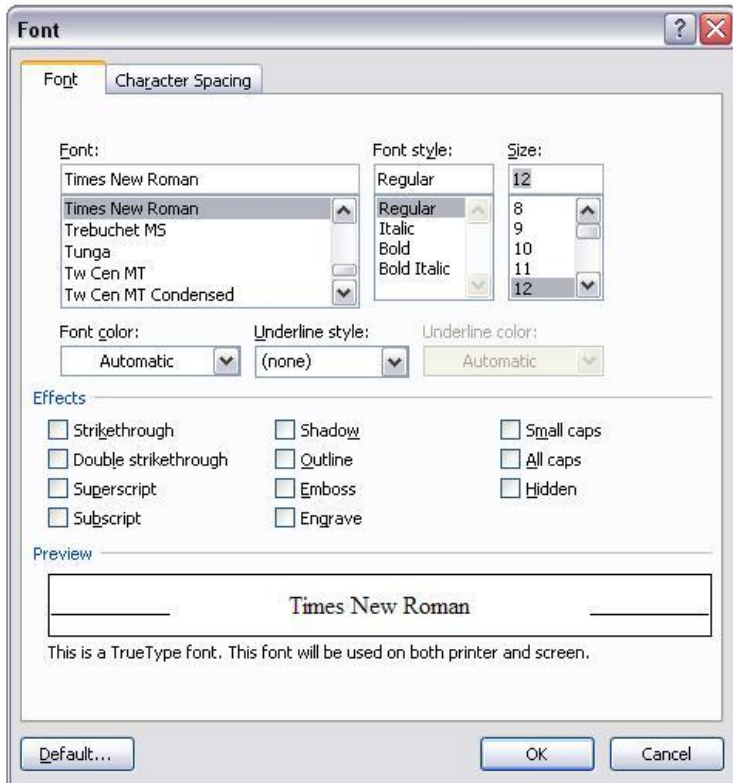 Font
Font Character Spacing
Font: Font style: Size:
Times New Roman Regular 12
Times New Roman Regular 8
Trebuchet MS Italic 9
Tunga Bold 10
Tw Cen MT Bold Italic 11
Tw Cen MT Condensed 12
Font color: Underline style: Underline color:
Automatic (none) Automatic
Effects
Strikethrough Shadow Small caps
Double strikethrough Outline All caps
Superscript Emboss Hidden
Subscript Engrave
Preview
Times New Roman
This is a TrueType font. This font will be used on both printer and screen.
Default... OK Cancel